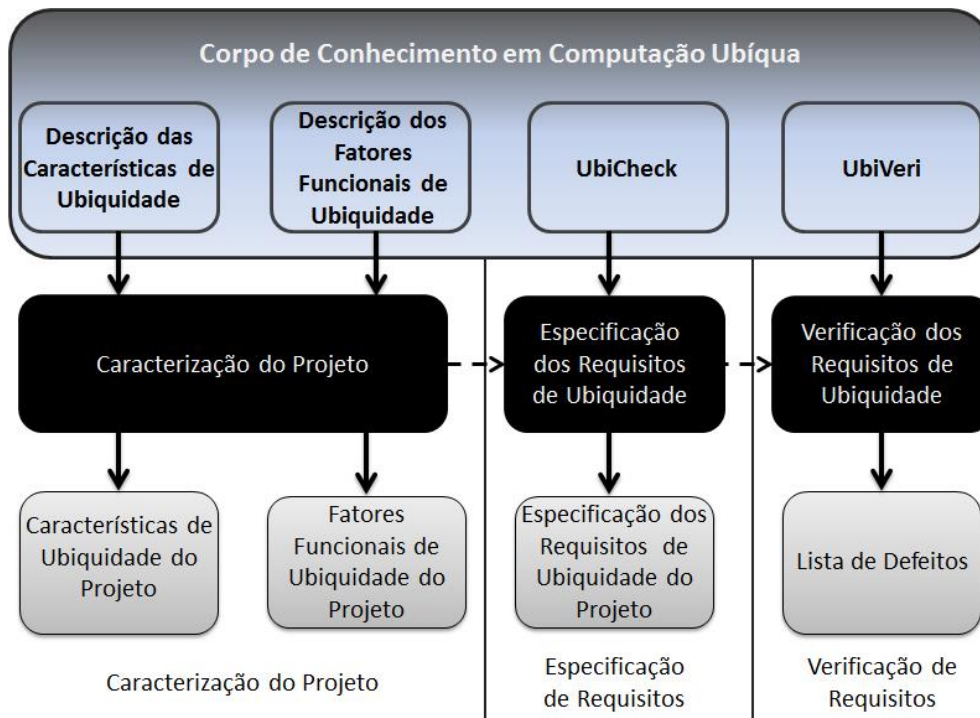 Corpo de Conhecimento em Computação Ubíqua
Descrição das
Características de
Ubiquidade
Descrição dos
Fatores
Funcionais de
Ubiquidade
UbiCheck
UbiVeri
Caracterização do Projeto
Especificação
dos Requisitos
de Ubiquidade
Verificação dos
Requisitos de
Ubiquidade
Características de
Ubiquidade do
Projeto
Fatores
Funcionais de
Ubiquidade do
Projeto
Especificação dos
Requisitos de
Ubiquidade do
Projeto
Lista de Defeitos
Caracterização do Projeto
Especificação
de Requisitos
Verificação de
Requisitos